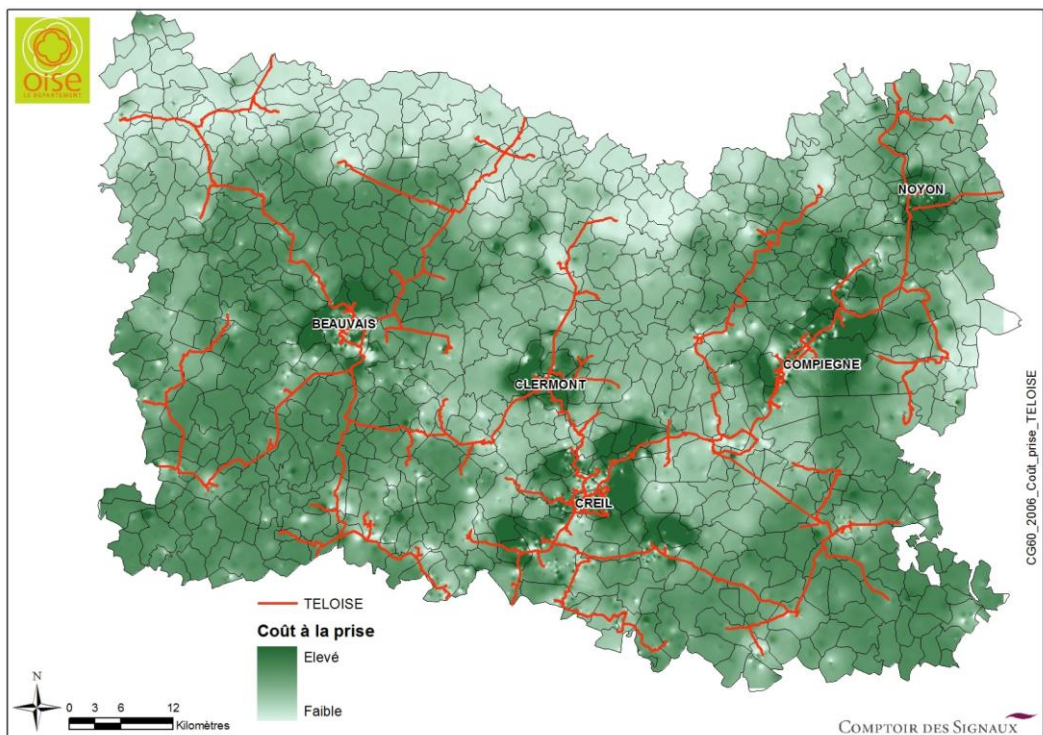 oise
LE DÉPARTEMENT
NOYON
BEAUVAIS
COMPIEGNE
CLERMONT
CREIL
CG60_2006_Coût_prise_TELOISE
TELOISE
Coût à la prise
Elevé
Faible
N
0 3 6 12
Kilomètres
COMPTOIR DES SIGNAUX